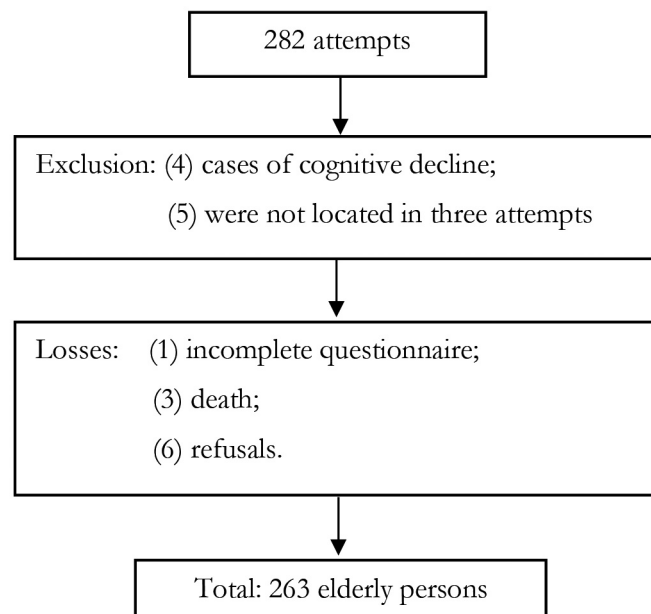 282 attempts
Exclusion: (4) cases of cognitive decline;
(5) were not located in three attempts
Losses: (1) incomplete questionnaire;
(3) death;
(6) refusals.
Total: 263 elderly persons